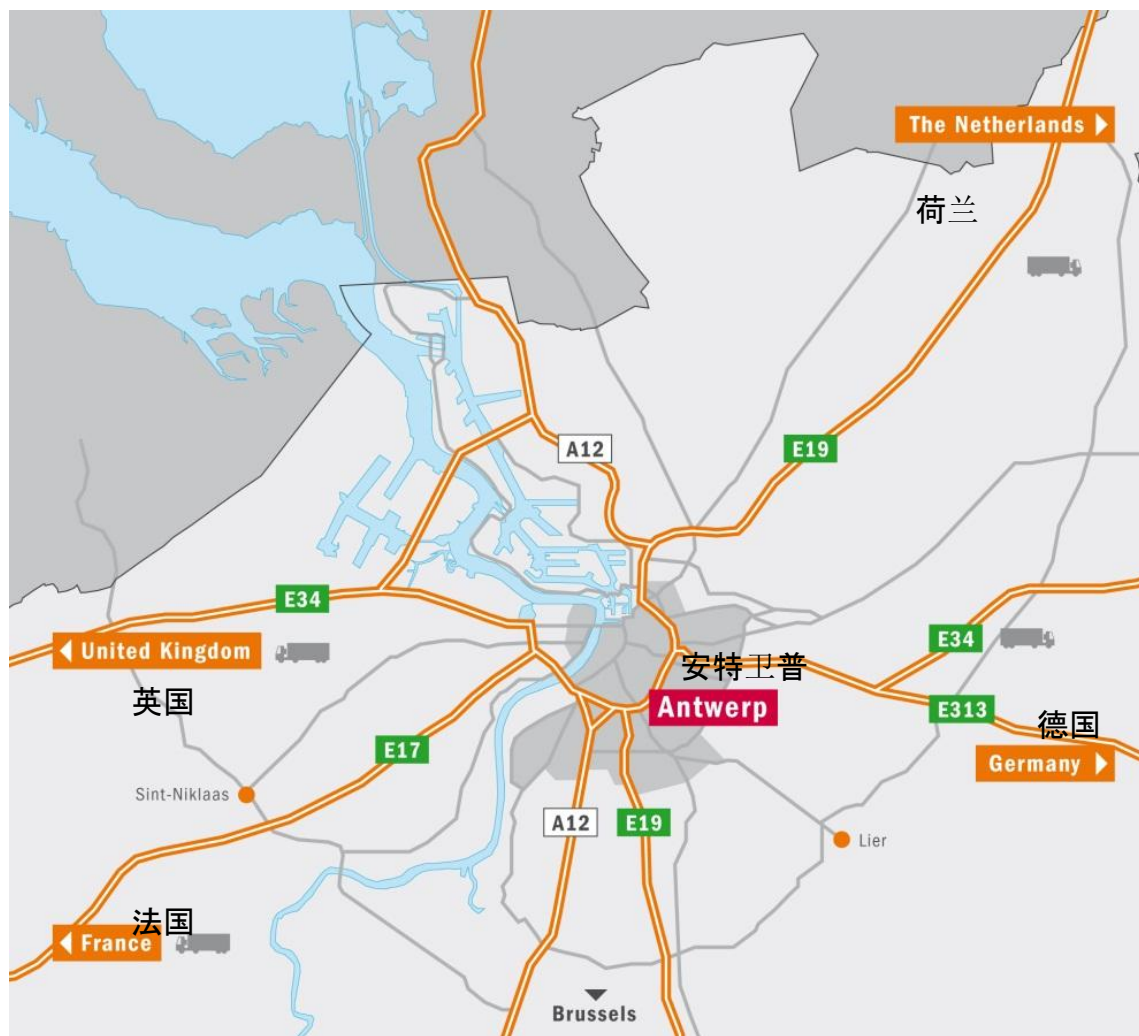 The Netherlands
荷兰
A12
E19
E34
E34
United Kingdom
安特卫普
英国
Antwerp
E313
德国
E17
Germany
Sint-Niklaas
A12
E19
Lier
法国
France
Brussels